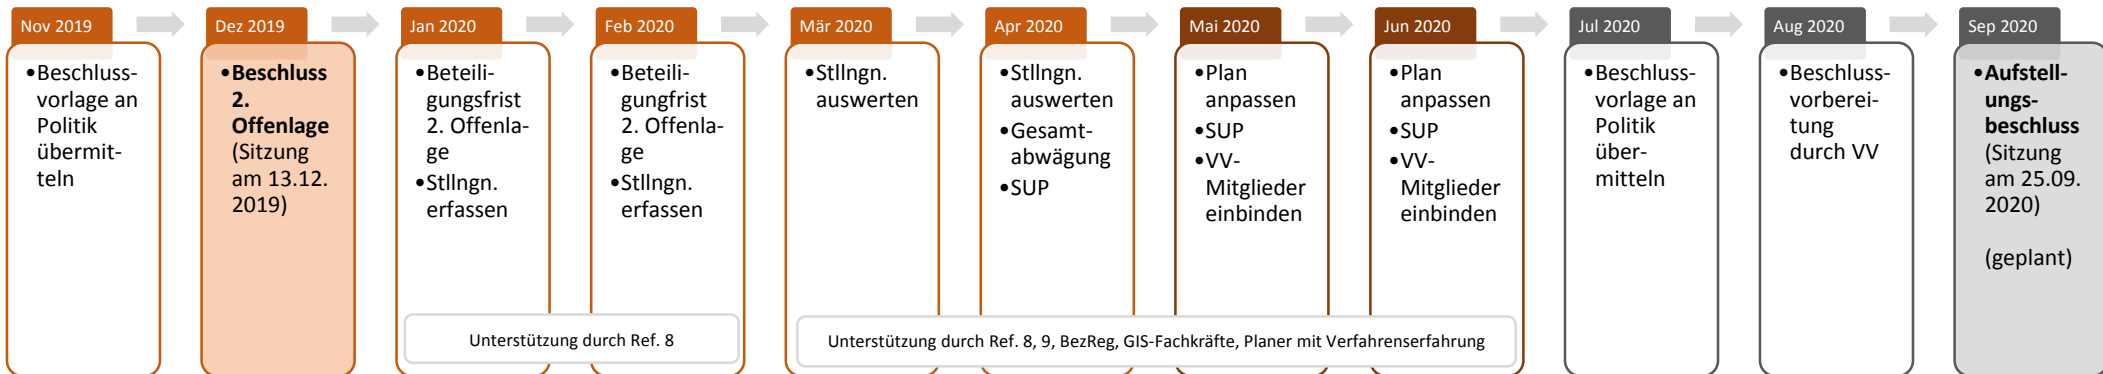 Nov 2019
•Beschluss-
vorlage an
Politik
übermit-
teln
Dez 2019
•Beschluss
2.
Offenlage
(Sitzung
am 13.12.
2019)
Jan 2020
•Beteili-
gungsfrist
2. Offenla-
ge
•Stllngn.
erfassen
Feb 2020
•Beteili-
gungfrist
2. Offenla-
ge
•Stllngn.
erfassen
Unterstützung durch Ref. 8
Mär 2020
•Stllngn.
auswerten
Apr 2020
•Stllngn.
auswerten
•Gesamt-
abwägung
•SUP
Mai 2020
•Plan
anpassen
•SUP
•VV-
Mitglieder
einbinden
Jun 2020
•Plan
anpassen
•SUP
•VV-
Mitglieder
einbinden
Unterstützung durch Ref. 8, 9, BezReg, GIS-Fachkräfte, Planer mit Verfahrenserfahrung
Jul 2020
•Beschluss-
vorlage an
Politik
über-
mitteln
Aug 2020
•Beschluss-
vorberei-
tung
durch VV
Sep 2020
•Aufstell-
ungs-
beschluss
(Sitzung
am 25.09.
2020)
(geplant)